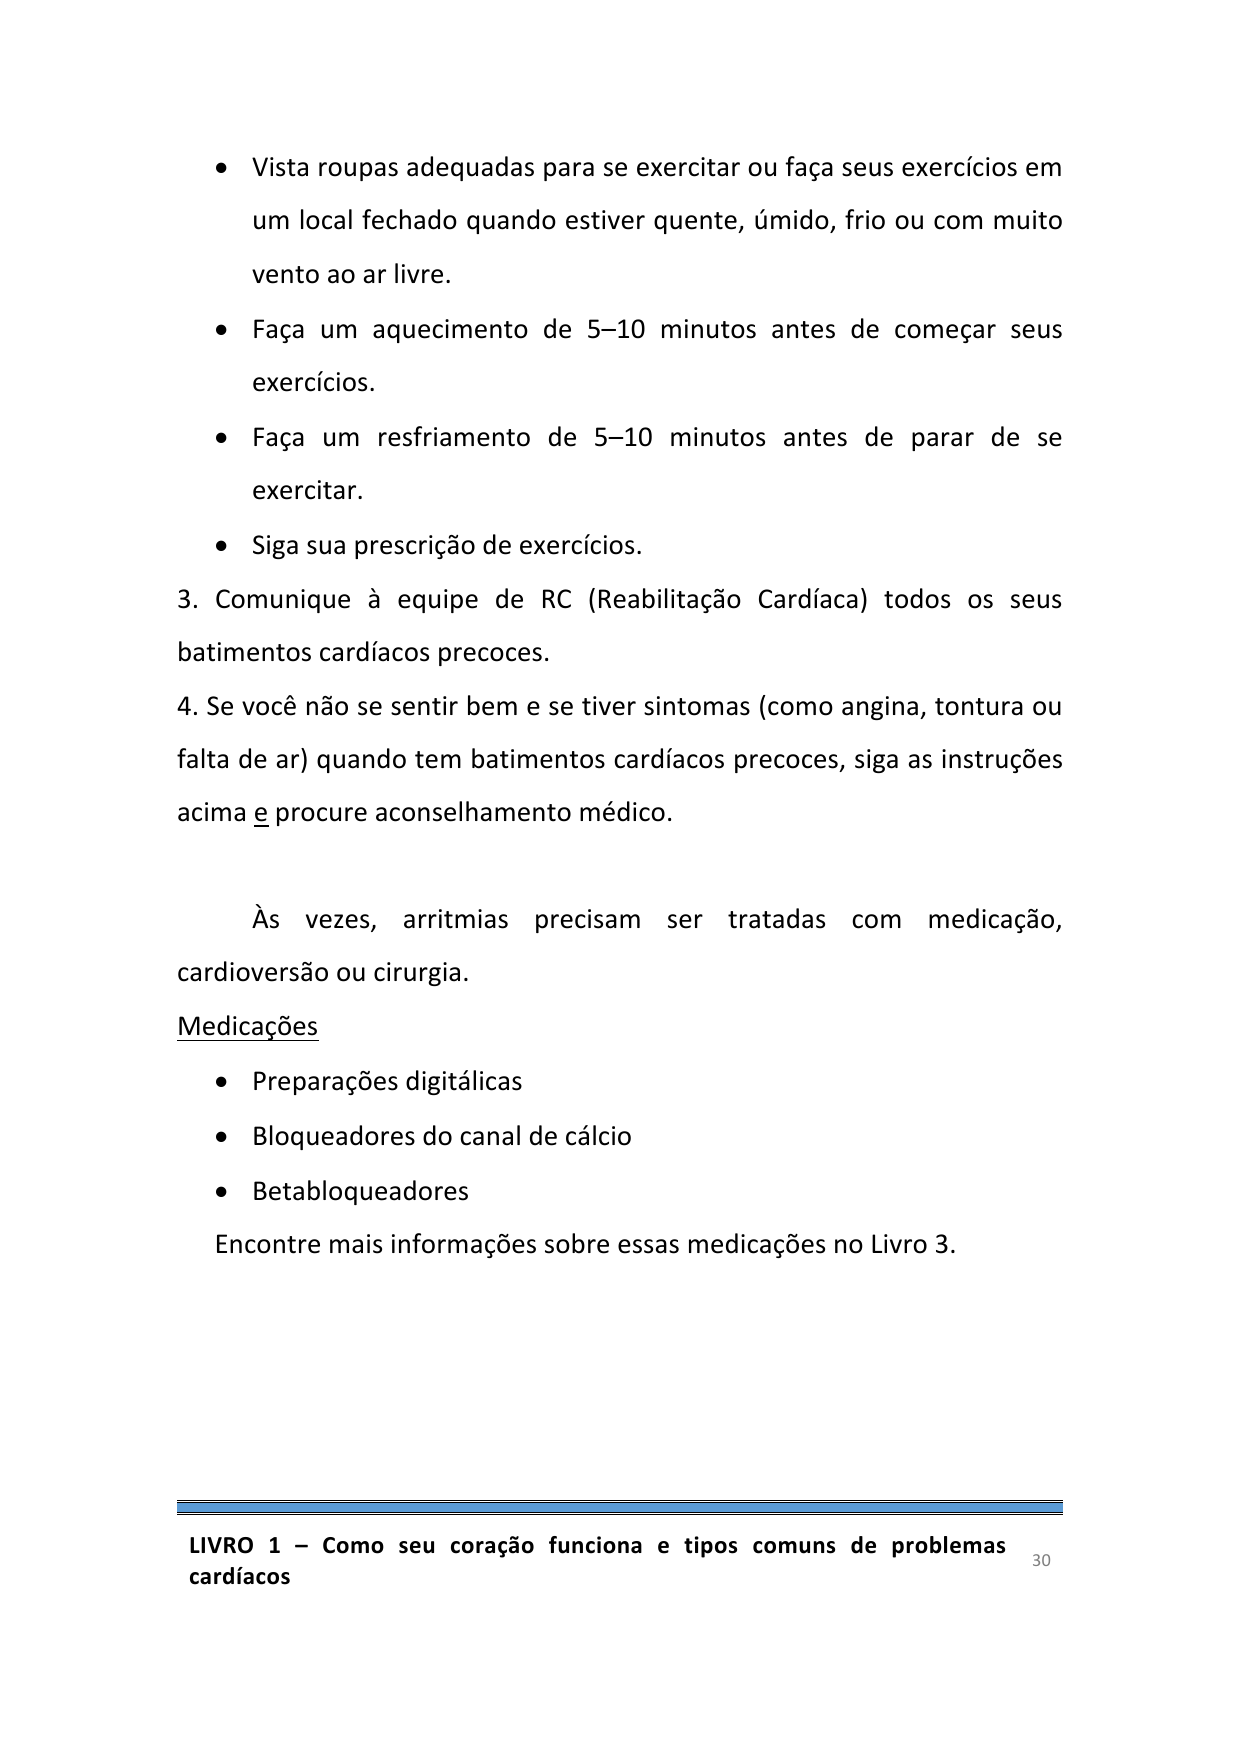 • Vista roupas adequadas para se exercitar ou faça seus exercícios em
um local fechado quando estiver quente, úmido, frio ou com muito
vento ao ar livre.
• Faça um aquecimento de 5–10 minutos antes de começar seus
exercícios.
• Faça um resfriamento de 5–10 minutos antes de parar de se
exercitar.
• Siga sua prescrição de exercícios.
3. Comunique à equipe de RC (Reabilitação Cardíaca) todos os seus
batimentos cardíacos precoces.
4. Se você não se sentir bem e se tiver sintomas (como angina, tontura ou
falta de ar) quando tem batimentos cardíacos precoces, siga as instruções
acima e procure aconselhamento médico.
Às vezes, arritmias precisam ser tratadas com medicação,
cardioversão ou cirurgia.
Medicações
• Preparações digitálicas
• Bloqueadores do canal de cálcio
• Betabloqueadores
Encontre mais informações sobre essas medicações no Livro 3.
LIVRO 1 – Como seu coração funciona e tipos comuns de problemas
cardíacos
30